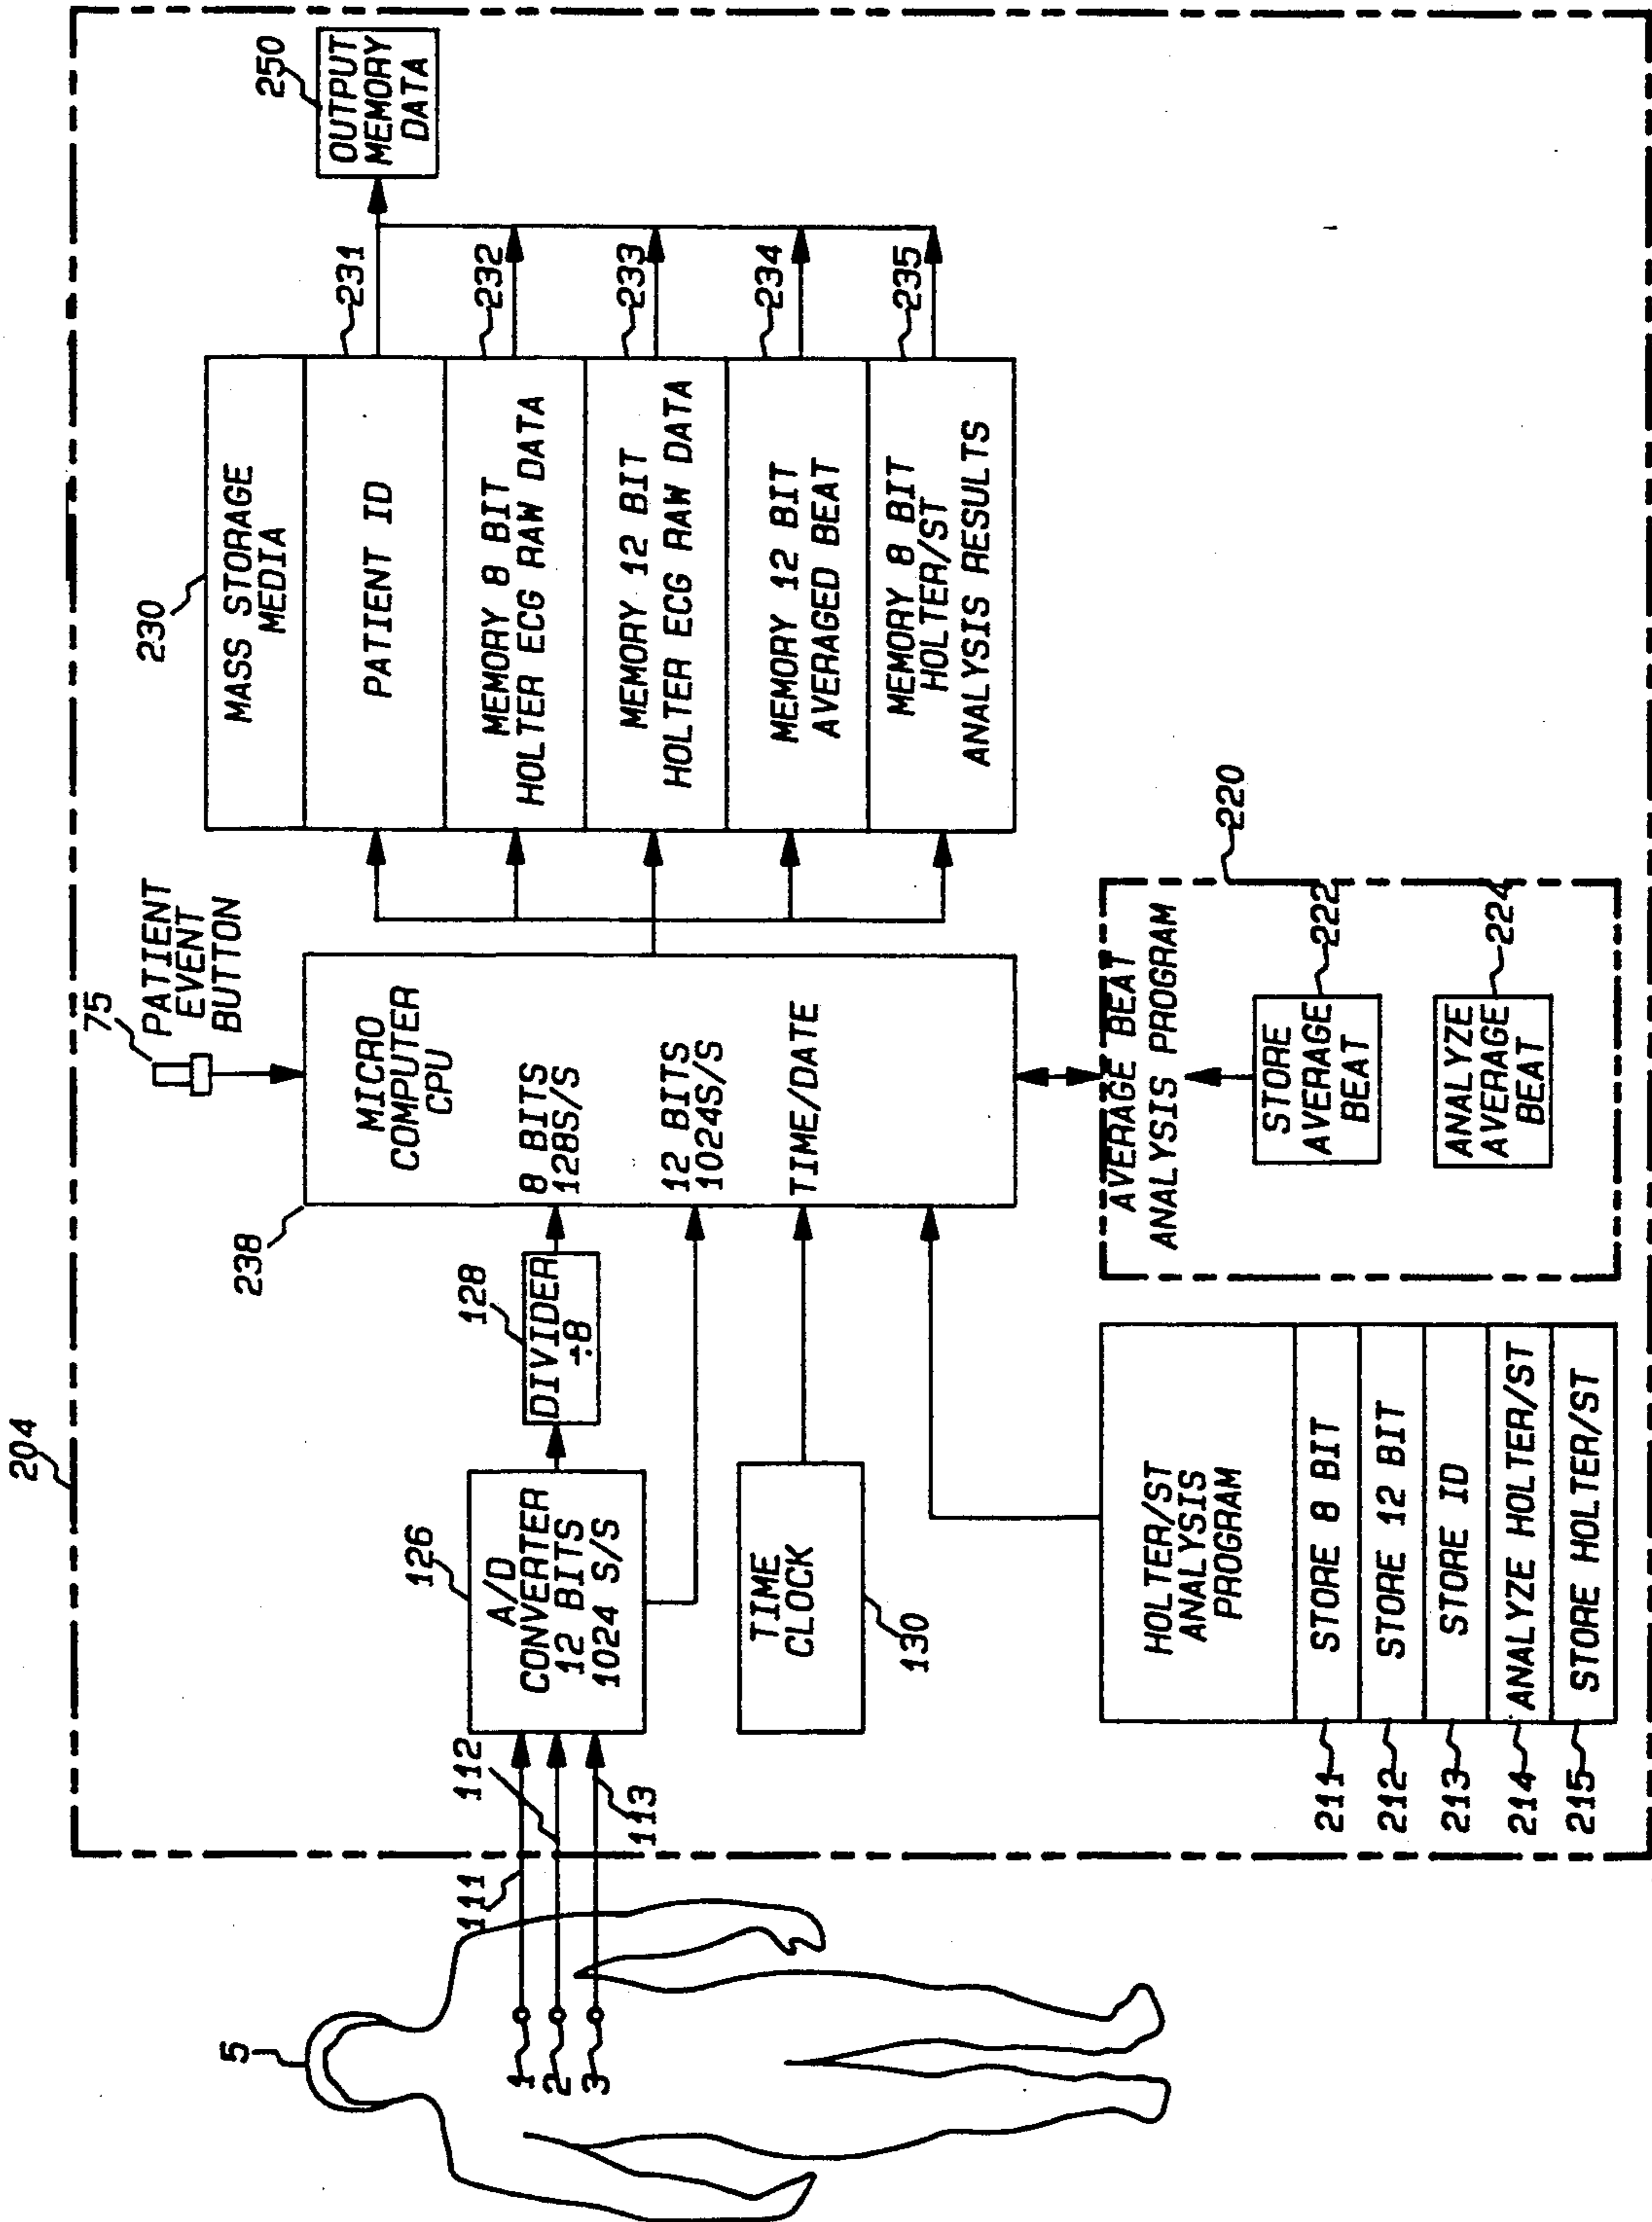 204
5
1
2
3
111
112
113
126
A/D
CONVERTER
12 BITS
1024 S/S
128
DIVIDER
÷8
TIME
CLOCK
130
75
PATIENT
EVENT
BUTTON
238
MICRO
COMPUTER
CPU
8 BITS
128S/S
12 BITS
1024S/S
TIME/DATE
230
MASS STORAGE
MEDIA
PATIENT ID
MEMORY 8 BIT
HOLTER ECG RAW DATA
MEMORY 12 BIT
HOLTER ECG RAW DATA
MEMORY 12 BIT
AVERAGED BEAT
MEMORY 8 BIT
HOLTER/ST
ANALYSIS RESULTS
231
232
233
234
235
250
OUTPUT
MEMORY
DATA
HOLTER/ST
ANALYSIS
PROGRAM
211
STORE 8 BIT
212
STORE 12 BIT
213
STORE ID
214
ANALYZE HOLTER/ST
215
STORE HOLTER/ST
220
AVERAGE BEAT
ANALYSIS PROGRAM
STORE
AVERAGE
BEAT
222
ANALYZE
AVERAGE
BEAT
224